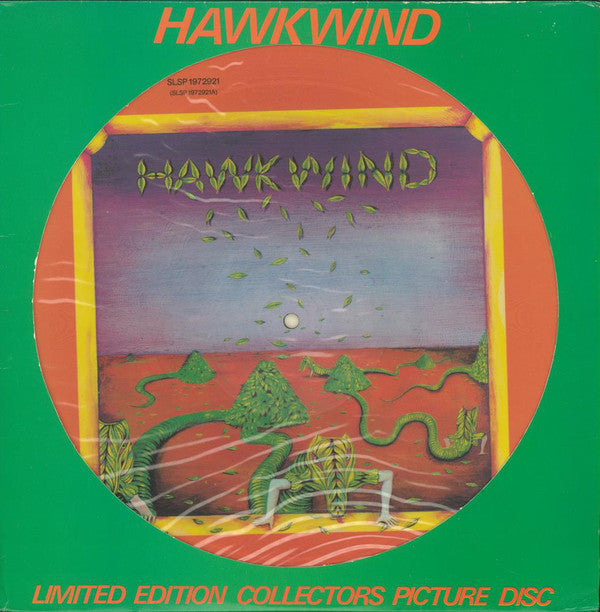 HAWKWIND
SLSP 1972921
(SLSP 1972921A)
HAWKWIND
LIMITED EDITION COLLECTORS PICTURE DISC